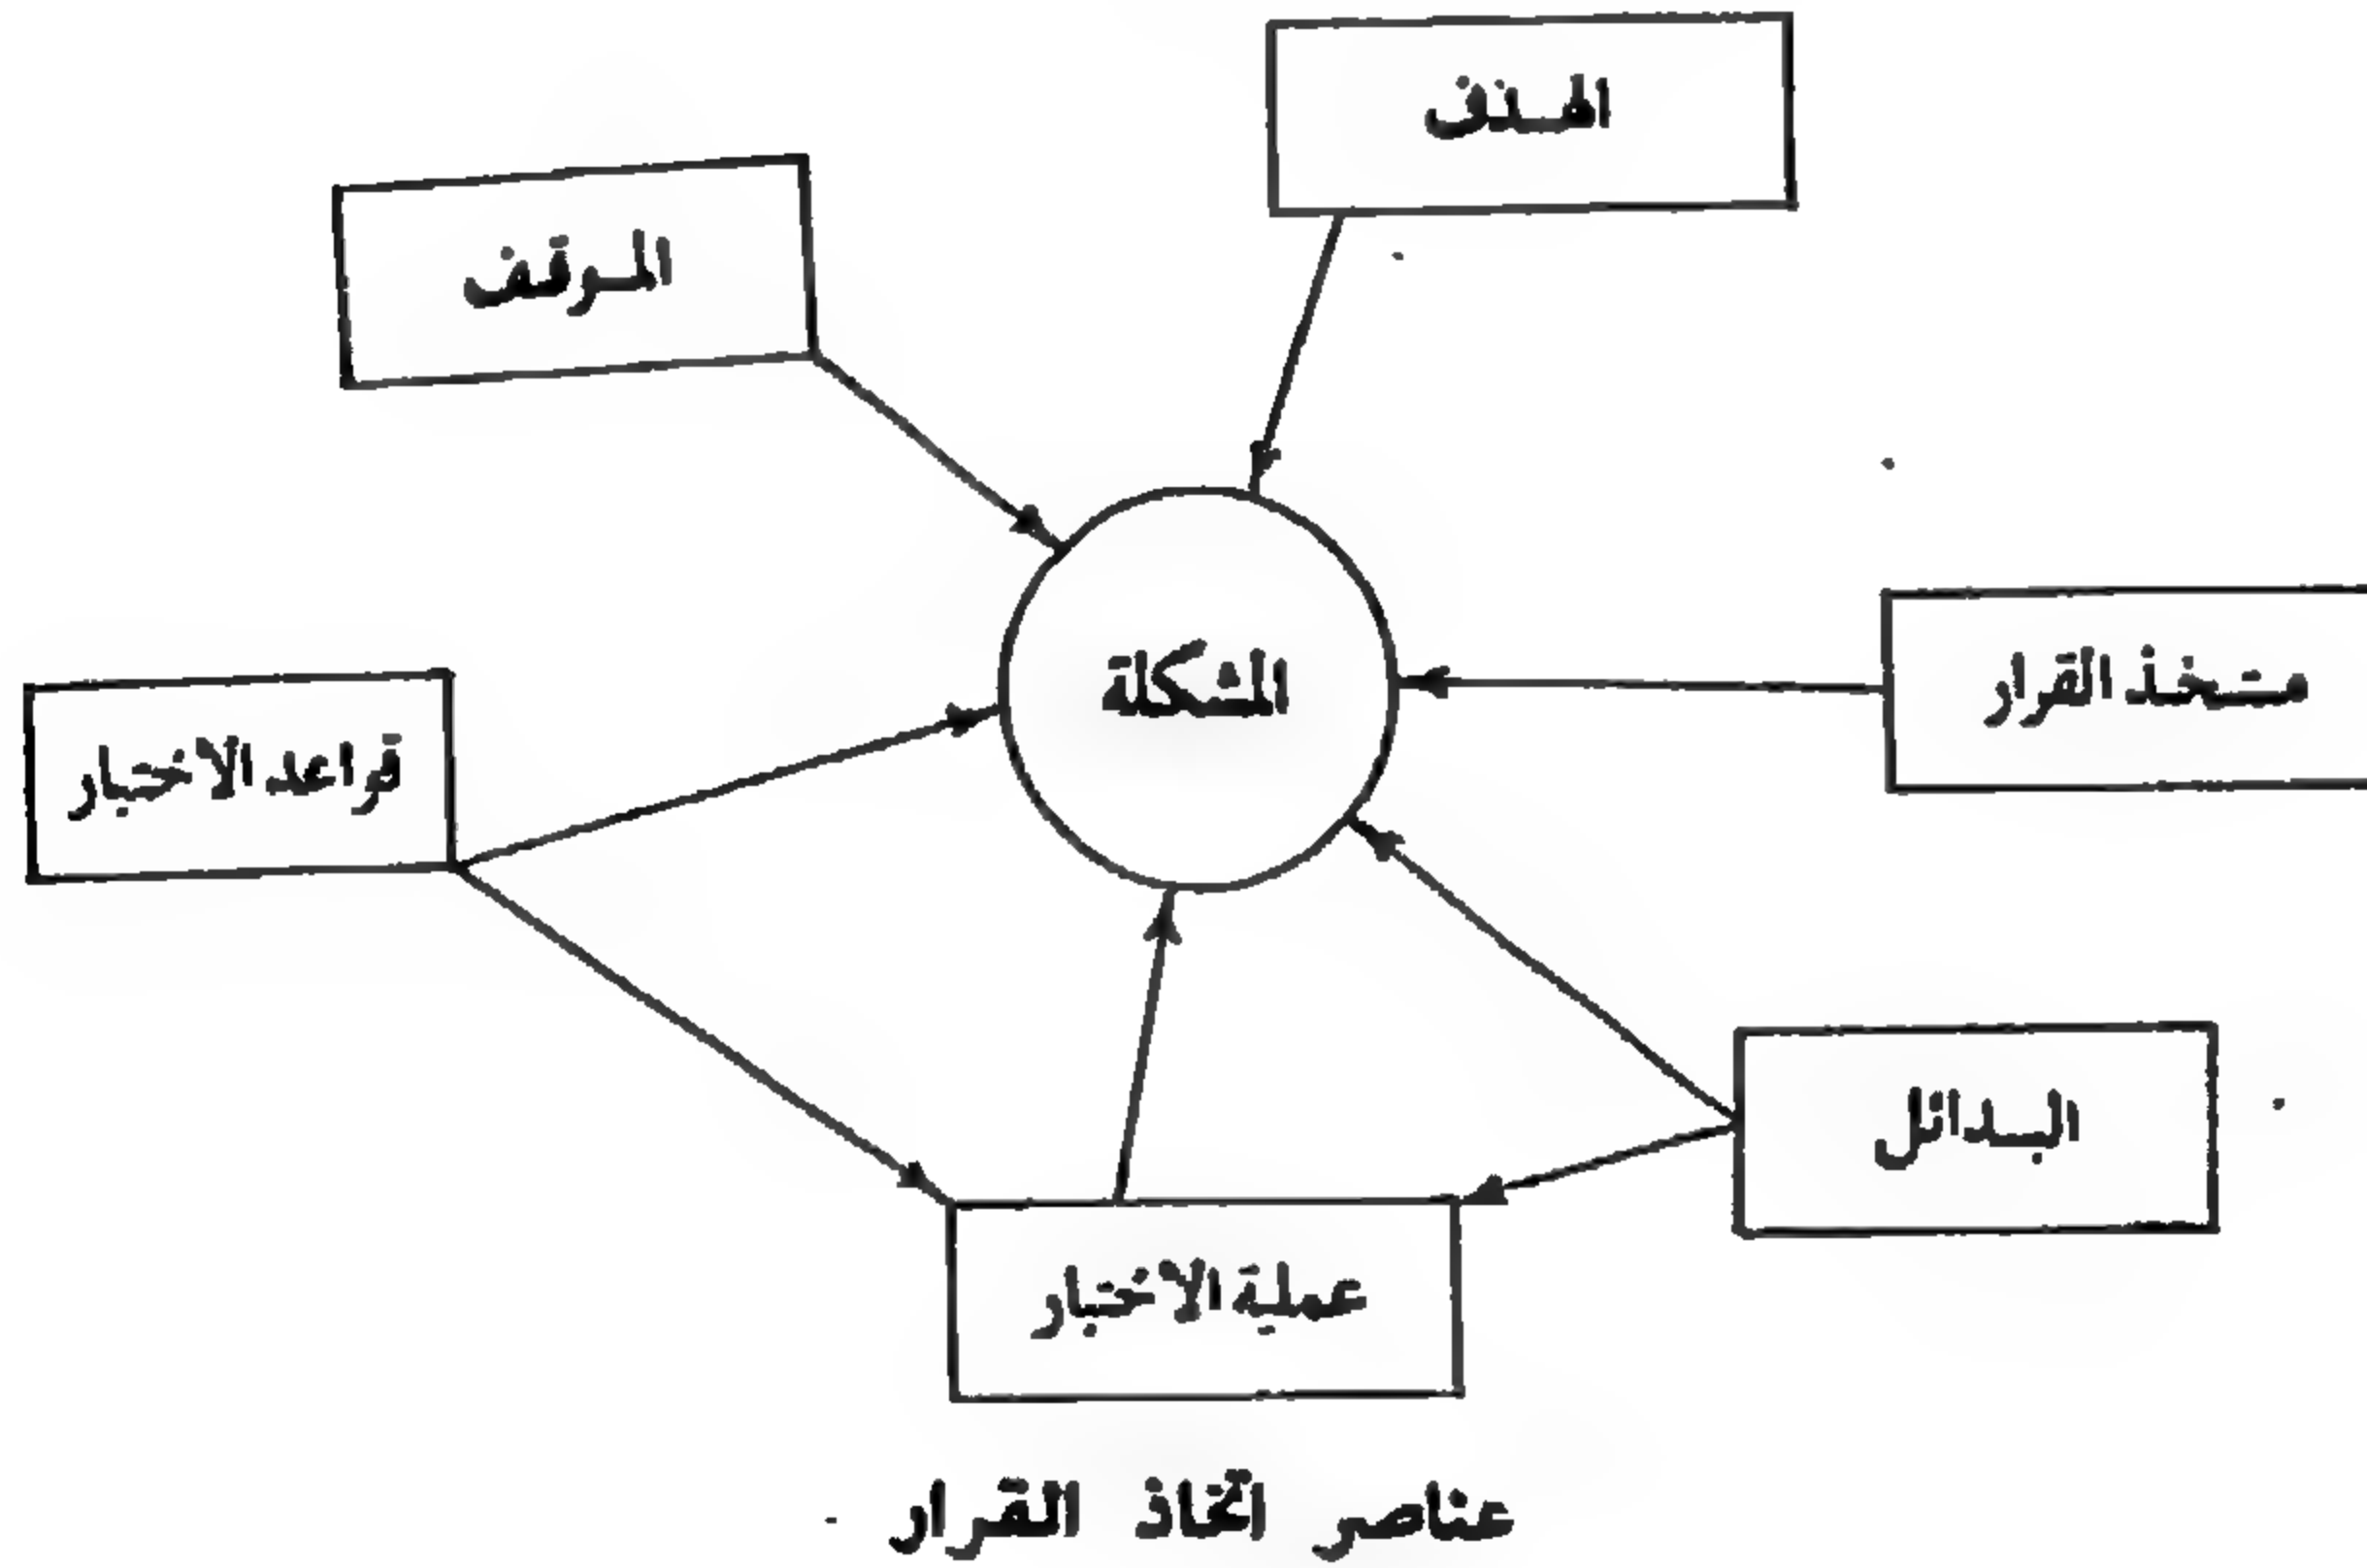 الهدف
الموقف
المشكلة
متخذ القرار
قواعد الاختيار
البدائل
عملية الاختيار
عناصر اتخاذ القرار